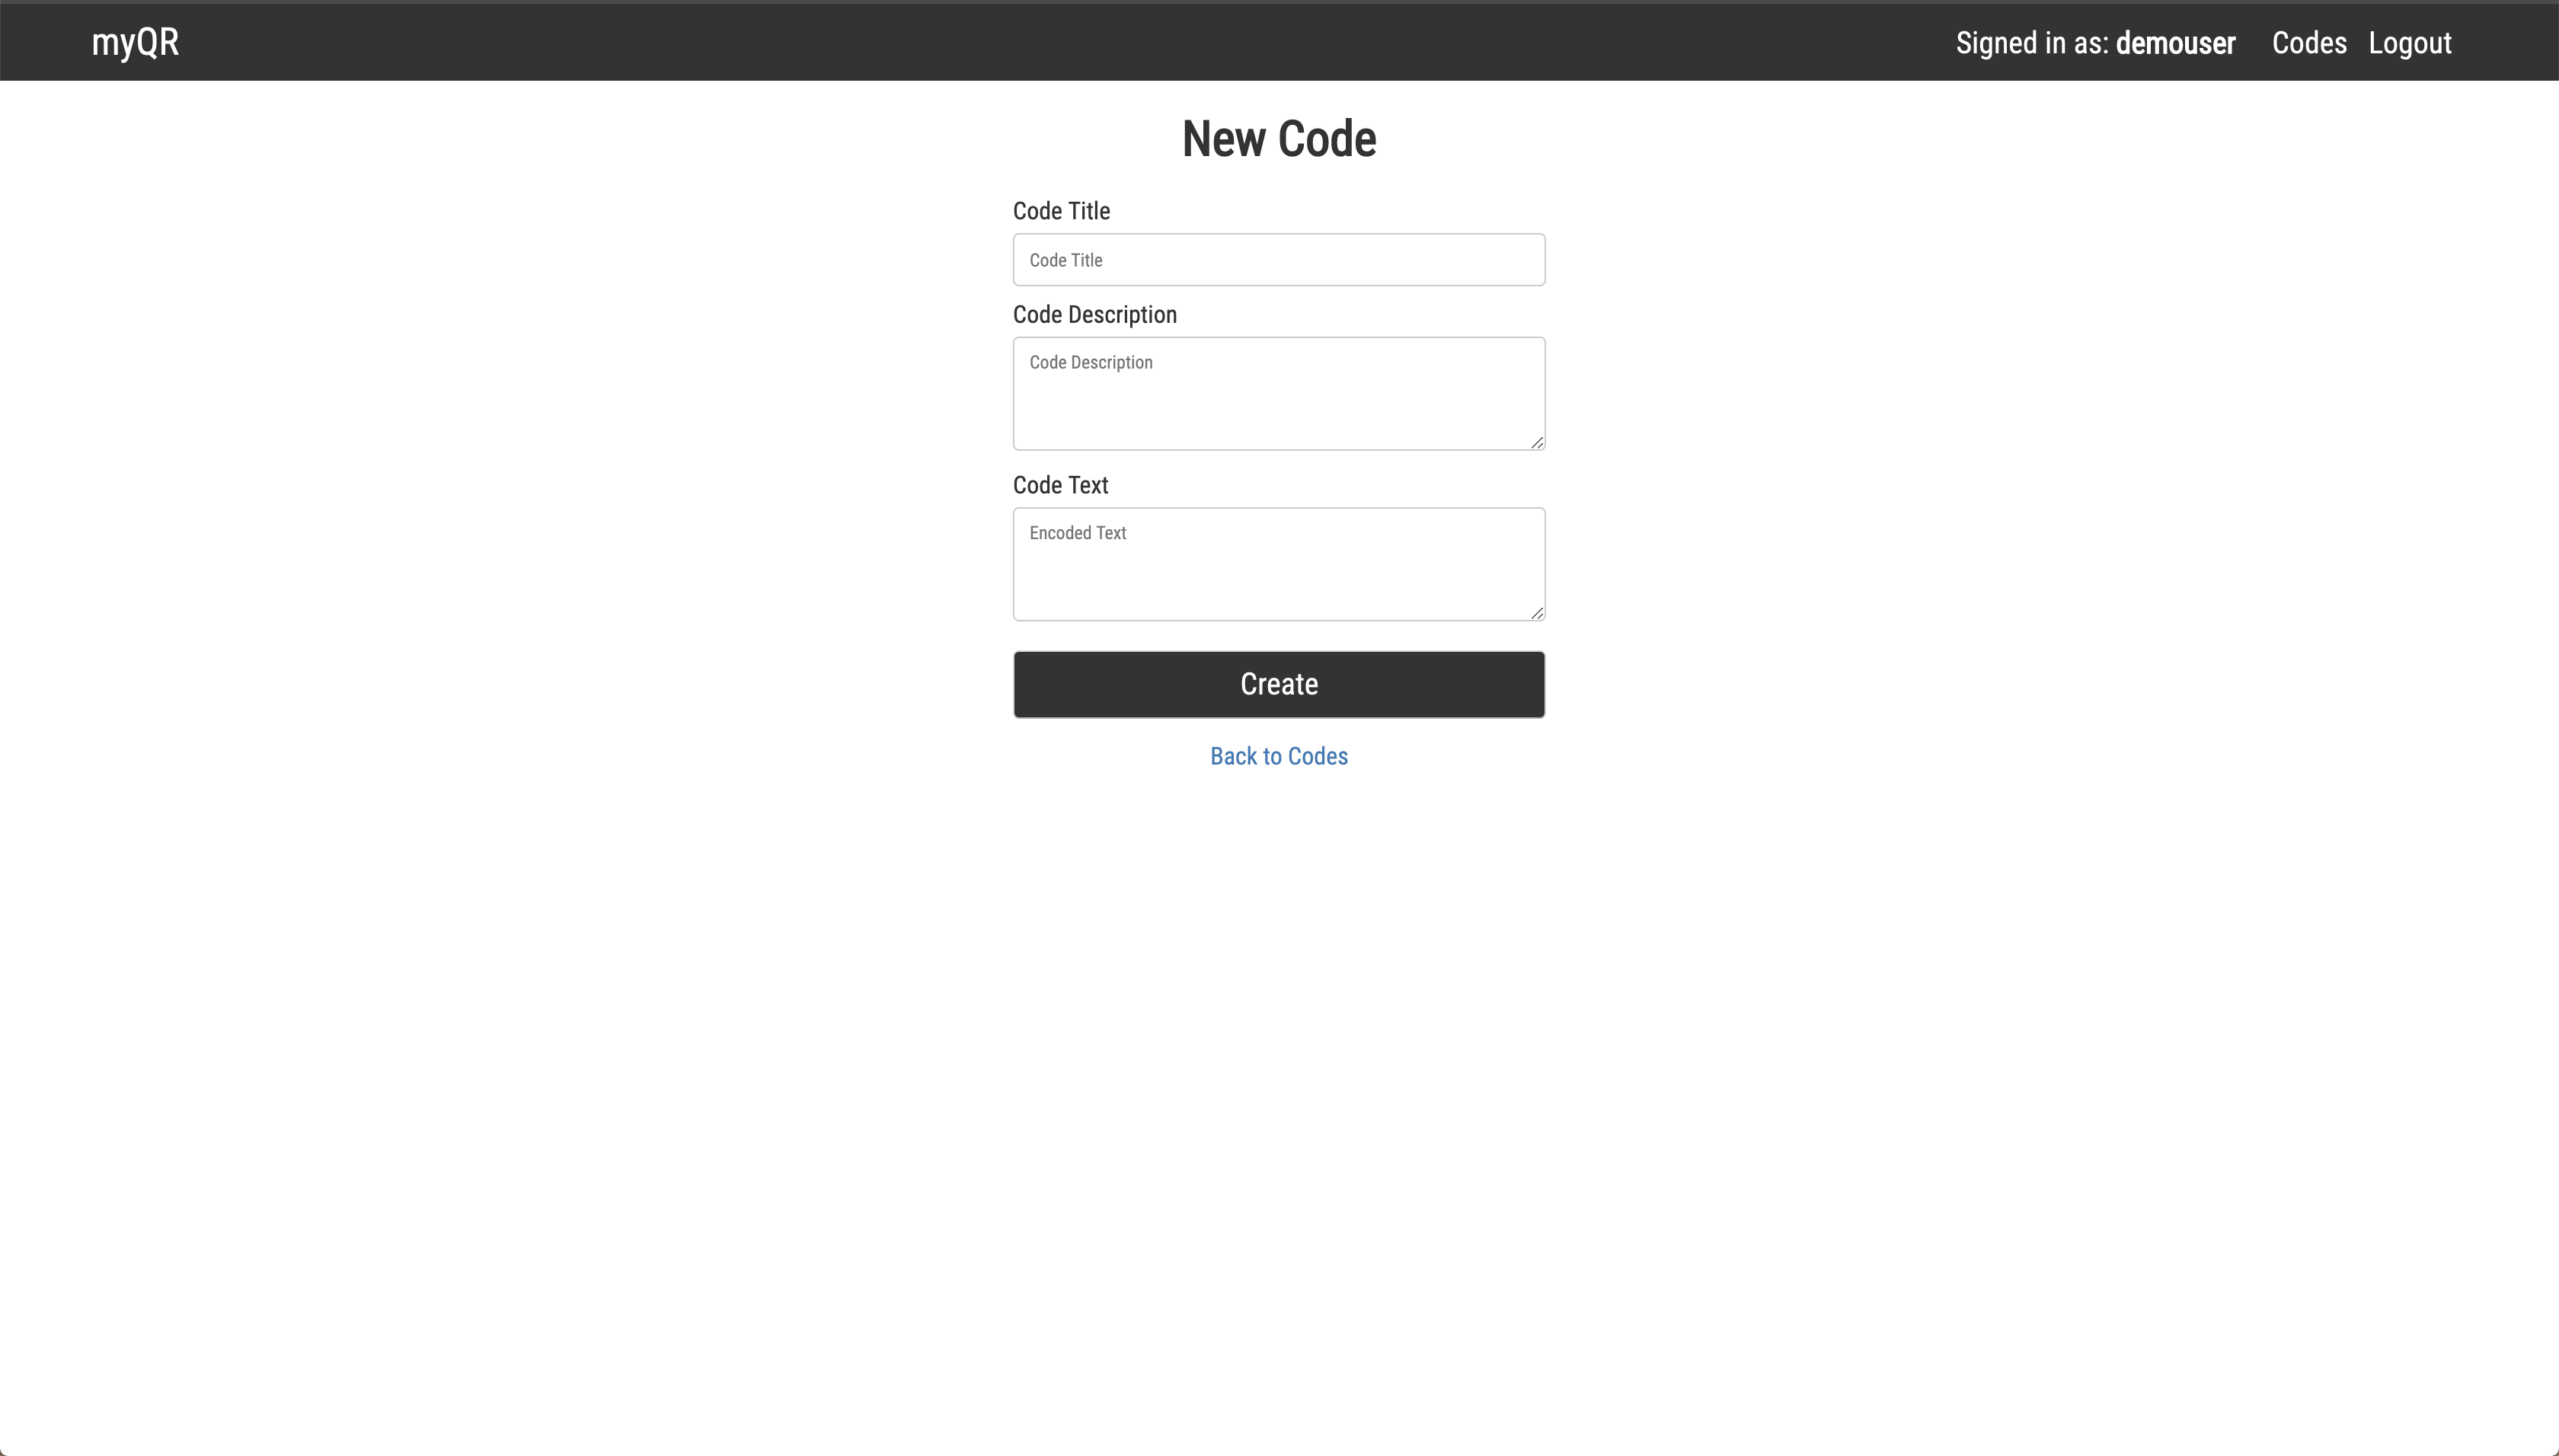 myQR
Signed in as: demouser Codes Logout
New Code
Code Title
Code Title
Code Description
Code Description
Code Text
Encoded Text
Create
Back to Codes